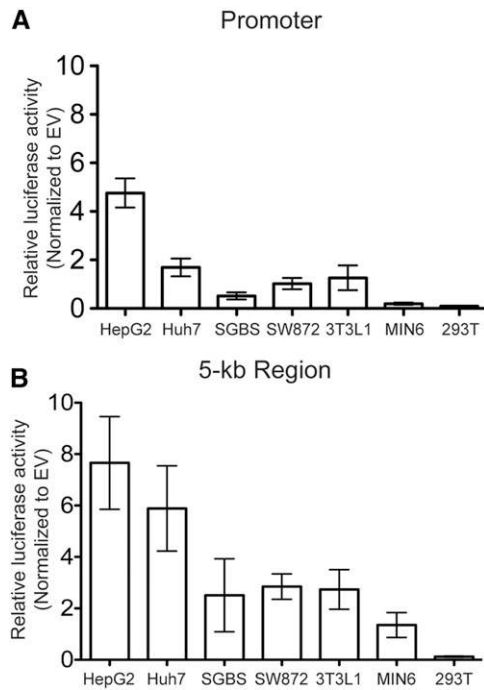 A
Promoter
Relative luciferase activity
(Normalized to EV)
10
8
6
4
2
0
HepG2 Huh7 SGBS SW872 3T3L1 MIN6 293T
B
5-kb Region
Relative luciferase activity
(Normalized to EV)
10
8
6
4
2
0
HepG2 Huh7 SGBS SW872 3T3L1 MIN6 293T